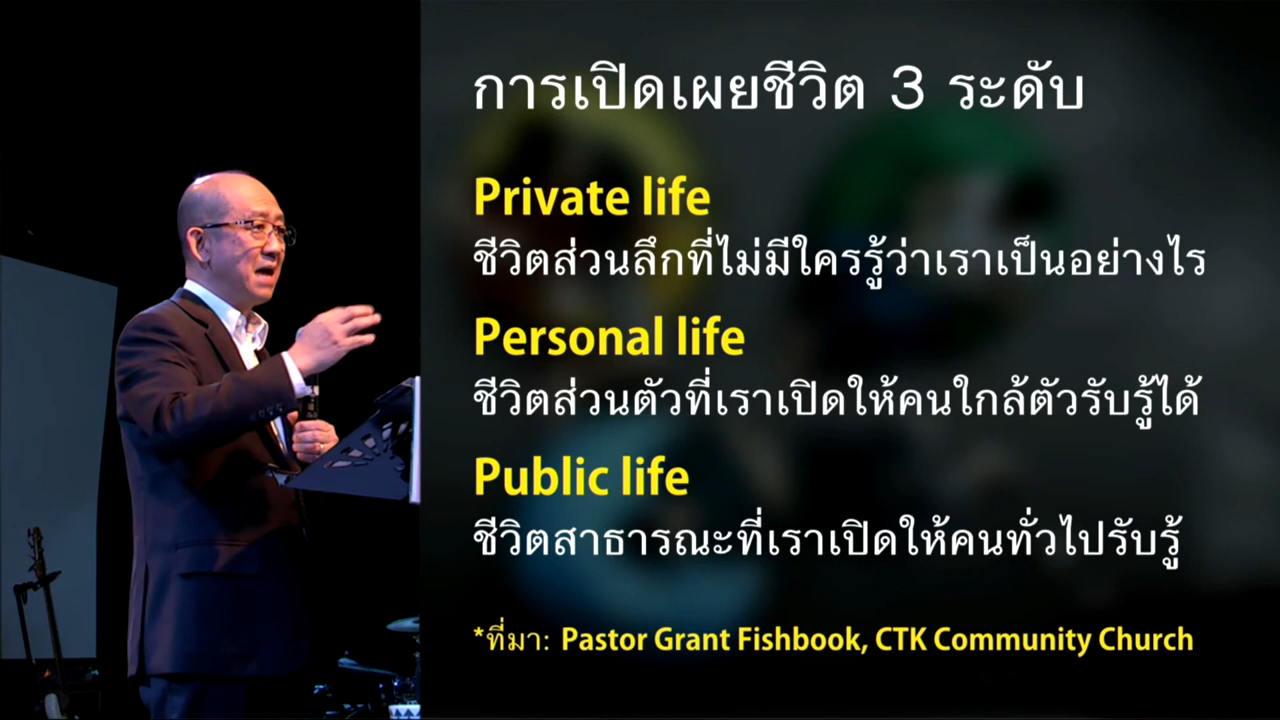 การเปิดเผยชีวิต 3 ระดับ
Private life
ชีวิตส่วนลึกที่ไม่มีใครรู้ว่าเราเป็นอย่างไร
Personal life
ชีวิตส่วนตัวที่เราเปิดให้คนใกล้ตัวรับรู้ได้
Public life
ชีวิตสาธารณะที่เราเปิดให้คนทั่วไปรับรู้
*ที่มา: Pastor Grant Fishbook, CTK Community Church